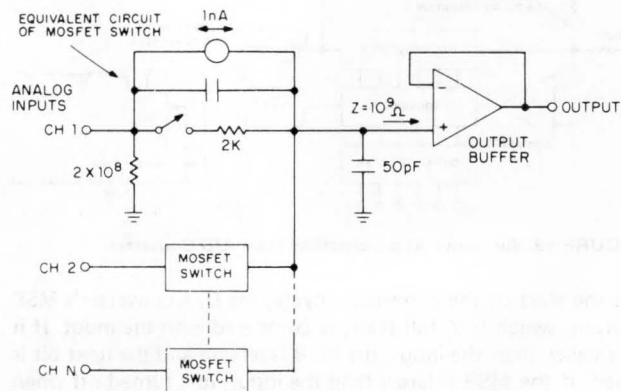 EQUIVALENT CIRCUIT
OF MOSFET SWITCH
1nA
ANALOG
INPUTS
CH 1
2K
2 X 10⁸
Z=10⁹Ω
-
+
OUTPUT
OUTPUT
BUFFER
50pF
CH 2
MOSFET
SWITCH
CH N
MOSFET
SWITCH